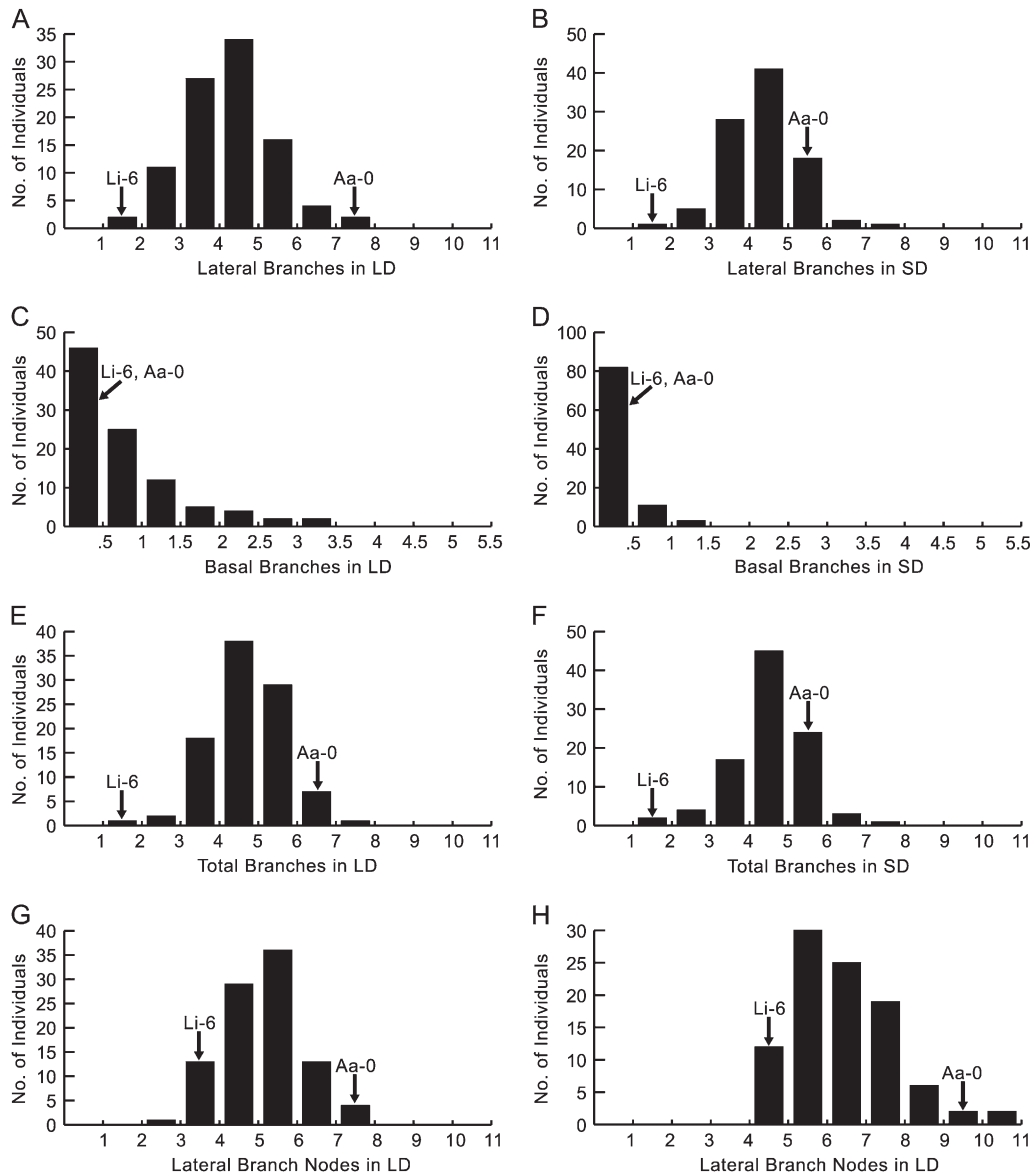 A
No. of Individuals
35
30
25
20
15
10
5
0
Li-6
Aa-0
1 2 3 4 5 6 7 8 9 10 11
Lateral Branches in LD
B
No. of Individuals
50
40
30
20
10
0
Li-6
Aa-0
1 2 3 4 5 6 7 8 9 10 11
Lateral Branches in SD
C
No. of Individuals
50
40
30
20
10
0
Li-6, Aa-0
.5 1 1.5 2 2.5 3 3.5 4 4.5 5 5.5
Basal Branches in LD
D
No. of Individuals
100
80
60
40
20
0
Li-6, Aa-0
.5 1 1.5 2 2.5 3 3.5 4 4.5 5 5.5
Basal Branches in SD
E
No. of Individuals
40
35
30
25
20
15
10
5
0
Li-6
Aa-0
1 2 3 4 5 6 7 8 9 10 11
Total Branches in LD
F
No. of Individuals
50
40
30
20
10
0
Li-6
Aa-0
1 2 3 4 5 6 7 8 9 10 11
Total Branches in SD
G
No. of Individuals
40
35
30
25
20
15
10
5
0
Li-6
Aa-0
1 2 3 4 5 6 7 8 9 10 11
Lateral Branch Nodes in LD
H
No. of Individuals
30
25
20
15
10
5
0
Li-6
Aa-0
1 2 3 4 5 6 7 8 9 10 11
Lateral Branch Nodes in LD